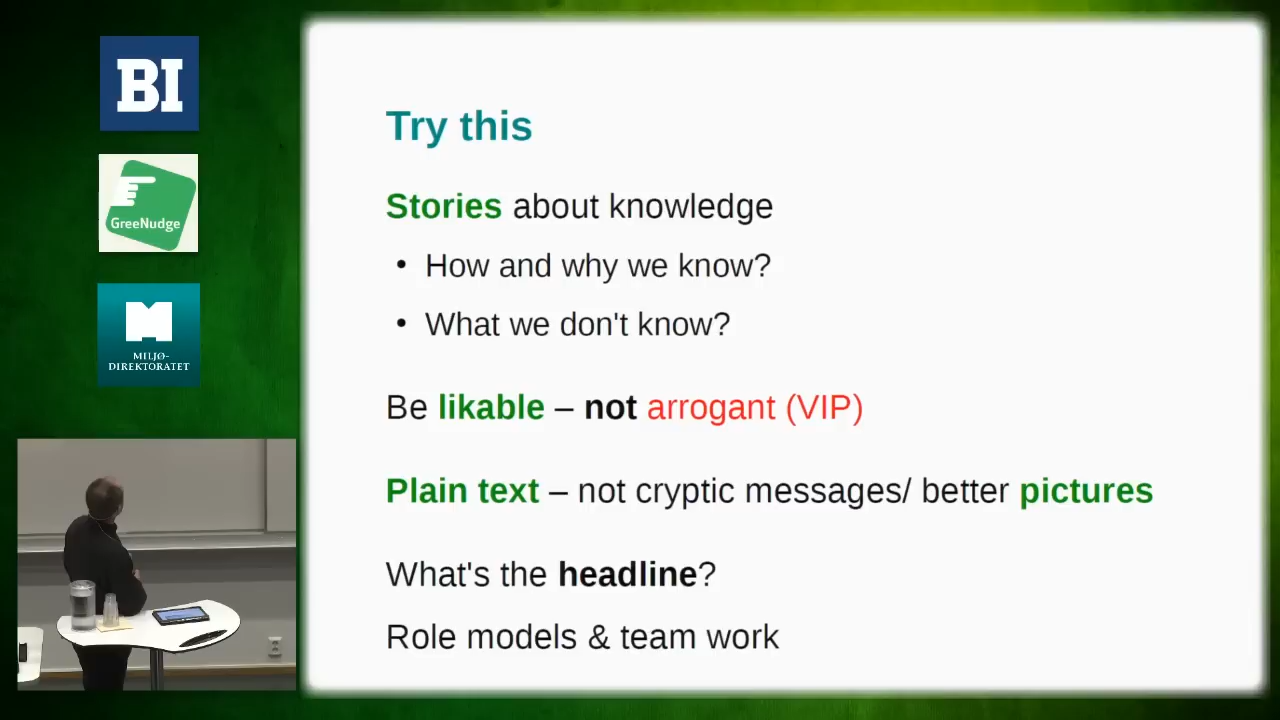 BI
GreeNudge
MILJØ-
DIREKTORATET
Try this
Stories about knowledge
• How and why we know?
• What we don't know?
Be likable – not arrogant (VIP)
Plain text – not cryptic messages/ better pictures
What's the headline?
Role models & team work